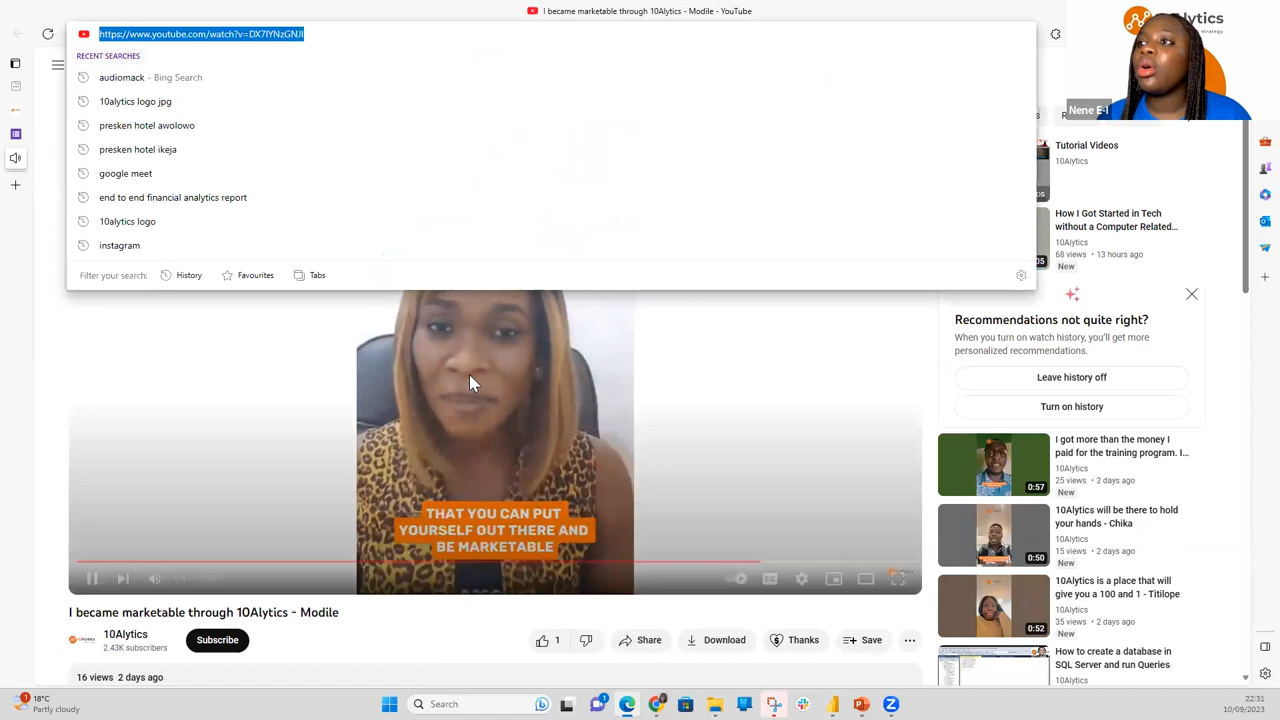 I became marketable through 10Alytics - Modile - YouTube
https://www.youtube.com/watch?v=DX7IYNzGNJI
RECENT SEARCHES
audiomack - Bing Search
10alytics logo jpg
presken hotel awolowo
presken hotel ikeja
google meet
end to end financial analytics report
10alytics logo
instagram
Filter your search:
History
Favourites
Tabs
Nene E-I
Tutorial Videos
10Alytics
How I Got Started in Tech
without a Computer Related...
10Alytics
68 views • 13 hours ago
New
Recommendations not quite right?
When you turn on watch history, you'll get more
personalized recommendations.
Leave history off
Turn on history
THAT YOU CAN PUT
YOURSELF OUT THERE AND
BE MARKETABLE
I became marketable through 10Alytics - Modile
10Alytics
2.43K subscribers
Subscribe
1
Share
Download
Thanks
Save
16 views 2 days ago
I got more than the money I
paid for the training program. I...
10Alytics
25 views • 2 days ago
New
0:57
10Alytics will be there to hold
your hands - Chika
10Alytics
15 views • 2 days ago
New
0:50
10Alytics is a place that will
give you a 100 and 1 - Titilope
10Alytics
35 views • 2 days ago
New
0:52
How to create a database in
SQL Server and run Queries
10Alytics
18°C
Partly cloudy
Search
22:31
10/09/2023